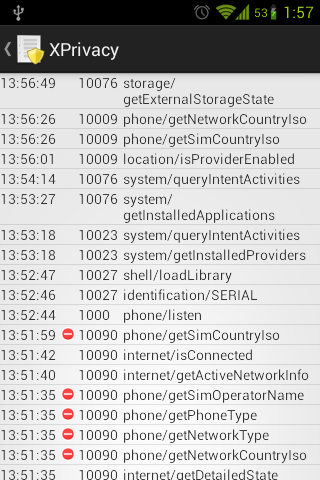 53 1:57
XPrivacy
13:56:49 10076 storage/
getExternalStorageState
13:56:26 10009 phone/getNetworkCountryIso
13:56:26 10009 phone/getSimCountryIso
13:56:01 10009 location/isProviderEnabled
13:54:14 10076 system/queryIntentActivities
13:53:27 10076 system/
getInstalledApplications
13:53:18 10023 system/queryIntentActivities
13:53:18 10023 system/getInstalledProviders
13:52:47 10027 shell/loadLibrary
13:52:46 10027 identification/SERIAL
13:52:44 1000 phone/listen
13:51:59 10090 phone/getSimCountryIso
13:51:42 10090 internet/isConnected
13:51:40 10090 internet/getActiveNetworkInfo
13:51:35 10090 phone/getSimOperatorName
13:51:35 10090 phone/getPhoneType
13:51:35 10090 phone/getNetworkType
13:51:35 10090 phone/getNetworkCountryIso
13:51:35 10090 internet/getDetailedState